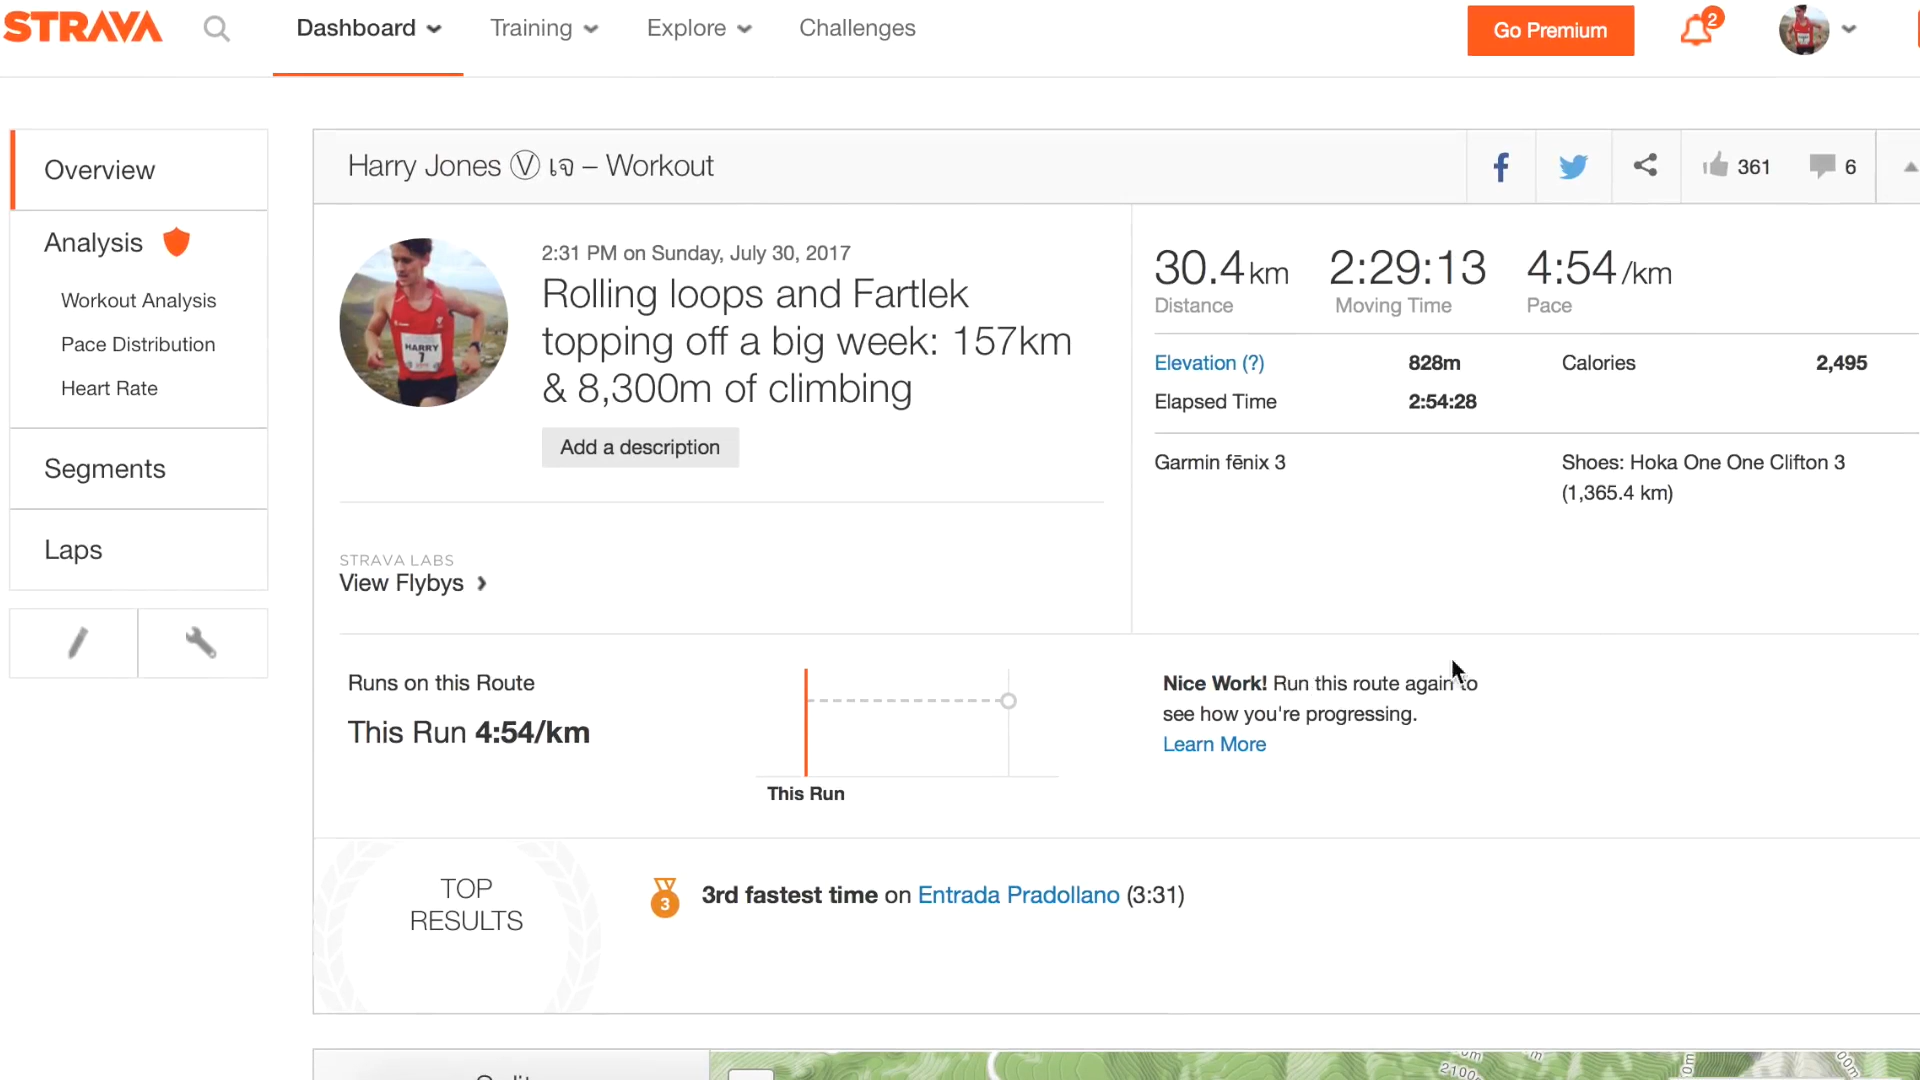 STRAVA
Dashboard
Training
Explore
Challenges
Go Premium
2
Overview
Analysis
Workout Analysis
Pace Distribution
Heart Rate
Segments
Laps
Harry Jones Ⓥ เจ – Workout
361
6
2:31 PM on Sunday, July 30, 2017
Rolling loops and Fartlek
topping off a big week: 157km
& 8,300m of climbing
HARRY
7
Add a description
30.4km
Distance
2:29:13
Moving Time
4:54/km
Pace
Elevation (?)
828m
Calories
2,495
Elapsed Time
2:54:28
Garmin fēnix 3
Shoes: Hoka One One Clifton 3
(1,365.4 km)
STRAVA LABS
View Flybys
Runs on this Route
This Run 4:54/km
This Run
Nice Work! Run this route again to
see how you're progressing.
Learn More
TOP
RESULTS
3
3rd fastest time on Entrada Pradollano (3:31)
2100